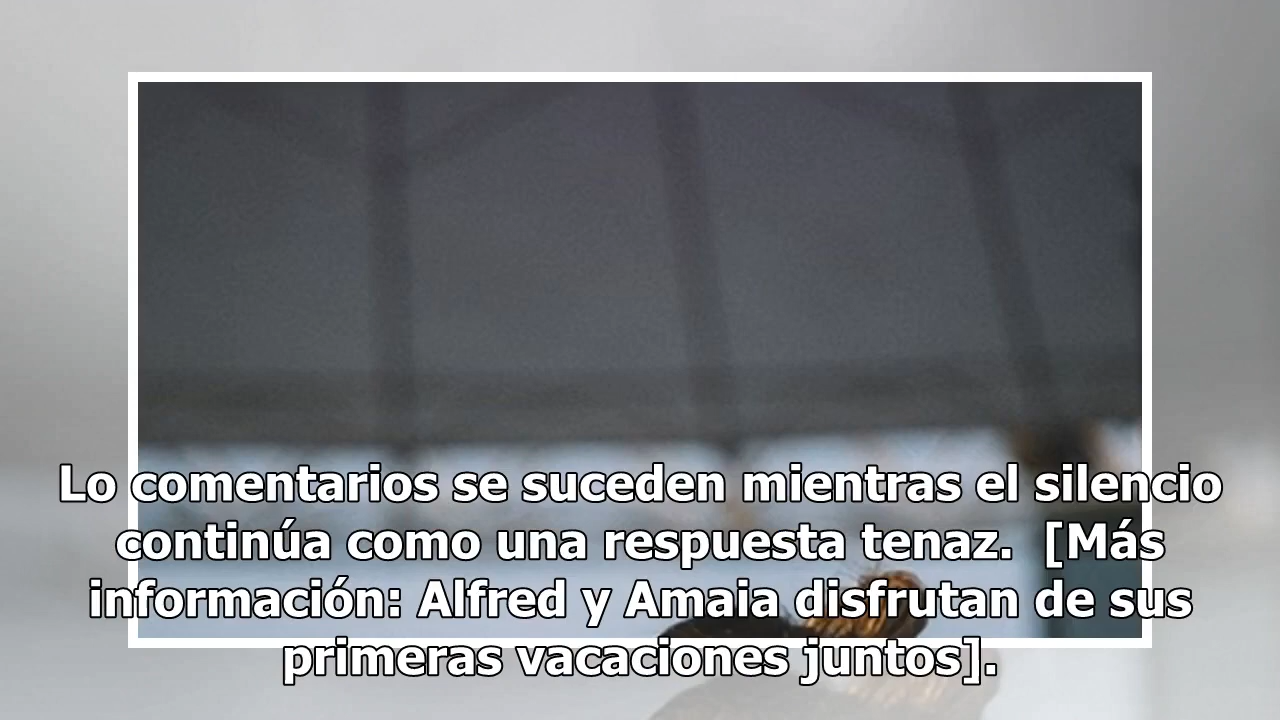 Lo comentarios se suceden mientras el silencio
continúa como una respuesta tenaz.  [Más
información: Alfred y Amaia disfrutan de sus
primeras vacaciones juntos].